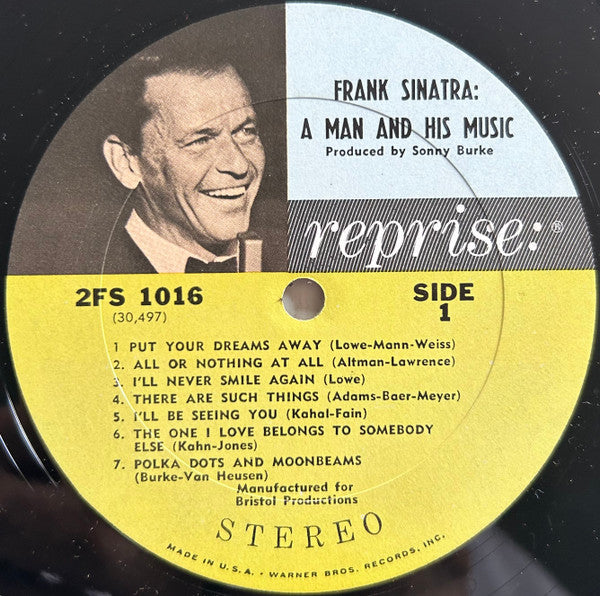 FRANK SINATRA:
A MAN AND HIS MUSIC
Produced by Sonny Burke
reprise:®
2FS 1016
(30,497)
SIDE
1
1 PUT YOUR DREAMS AWAY (Lowe-Mann-Weiss)
2. ALL OR NOTHING AT ALL (Altman-Lawrence)
3. I'LL NEVER SMILE AGAIN (Lowe)
4. THERE ARE SUCH THINGS (Adams-Baer-Meyer)
5. I'LL BE SEEING YOU (Kahal-Fain)
6. THE ONE I LOVE BELONGS TO SOMEBODY
ELSE (Kahn-Jones)
7. POLKA DOTS AND MOONBEAMS
(Burke-Van Heusen)
Manufactured for
Bristol Productions
STEREO
MADE IN U.S.A. • WARNER BROS. RECORDS, INC.